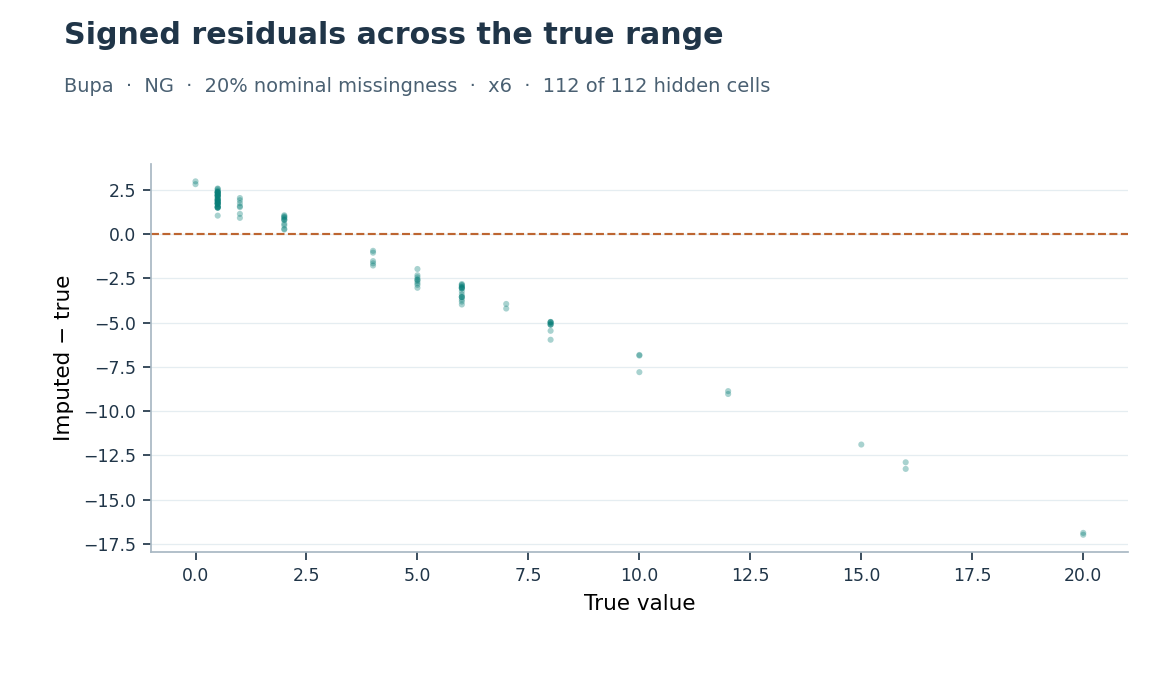 Signed residuals across the true range
Bupa · NG · 20% nominal missingness · x6 · 112 of 112 hidden cells
Imputed − true
2.5
0.0
−2.5
−5.0
−7.5
−10.0
−12.5
−15.0
−17.5
0.0 2.5 5.0 7.5 10.0 12.5 15.0 17.5 20.0
True value